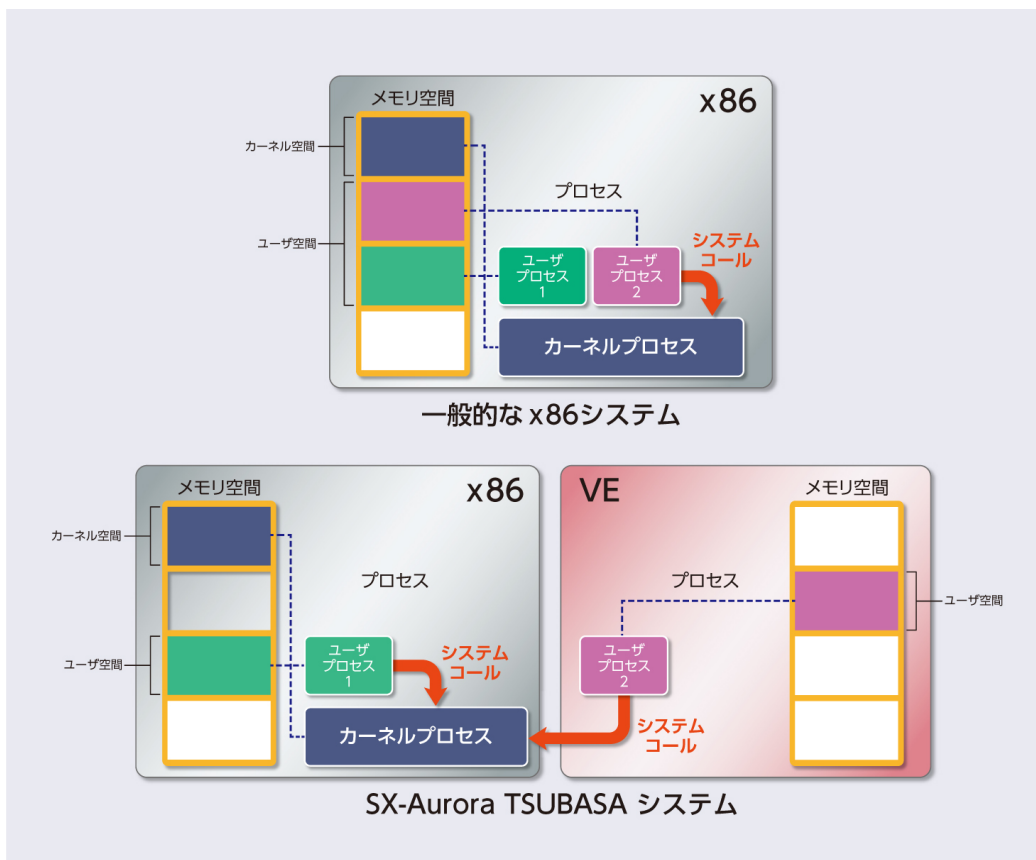 メモリ空間
x86
カーネル空間
プロセス
ユーザ空間
システム
コール
ユーザ
プロセス
1
ユーザ
プロセス
2
カーネルプロセス
一般的な x86システム
メモリ空間
x86
カーネル空間
プロセス
ユーザ空間
ユーザ
プロセス
1
システム
コール
カーネルプロセス
VE
メモリ空間
プロセス
ユーザ空間
ユーザ
プロセス
2
システム
コール
SX-Aurora TSUBASA システム